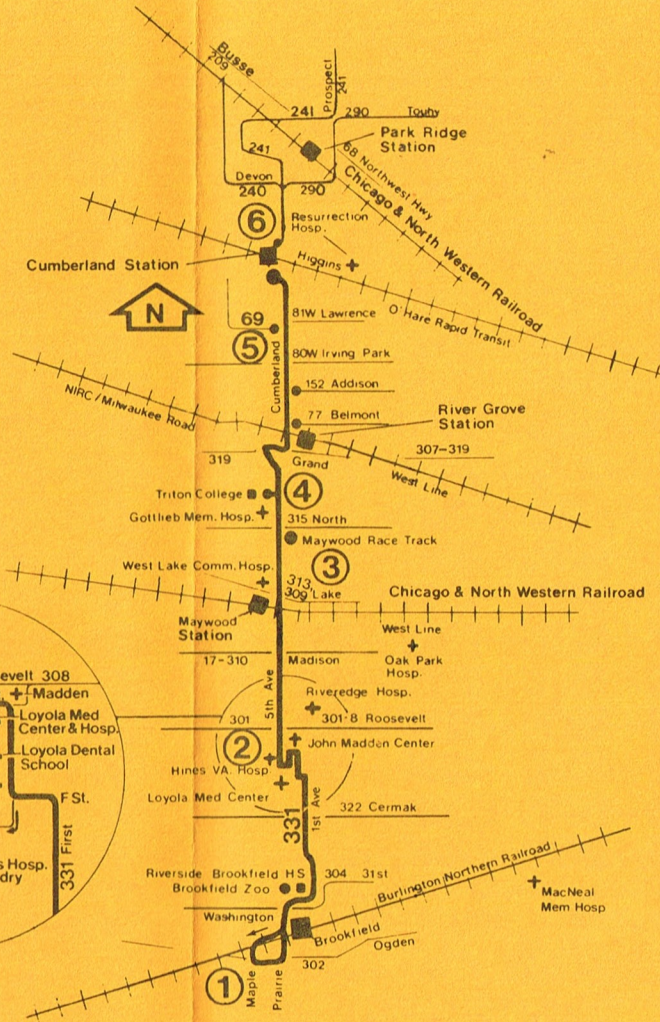 Busse
209
Prospect
241
241
290
Touhy
Park Ridge
Station
241
68 Northwest Hwy
Chicago & North Western Railroad
Devon
240
290
6
Resurrection
Hosp.
Higgins
Cumberland Station
O'Hare Rapid Transit
N
69
81W Lawrence
5
Cumberland
80W Irving Park
152 Addison
NIRC/Milwaukee Road
77 Belmont
River Grove
Station
319
Grand
307-319
West Line
Triton College
4
Gottlieb Mem. Hosp.
315 North
Maywood Race Track
3
West Lake Comm. Hosp.
313,
309 Lake
Chicago & North Western Railroad
Maywood
Station
West Line
17-310
Madison
Oak Park
Hosp.
evelt 308
Madden
5th Ave
Riveredge Hosp.
Loyola Med
Center & Hosp.
301
301-8 Roosevelt
2
John Madden Center
Loyola Dental
School
Hines VA. Hosp
Loyola Med Center
F St.
322 Cermak
331
1st Ave
331 First
s Hosp.
dry
Riverside Brookfield HS
304 31st
Brookfield Zoo
Burlington Northern Railroad
MacNeal
Mem Hosp
Washington
Brookfield
Ogden
302
1
Maple
Prairie